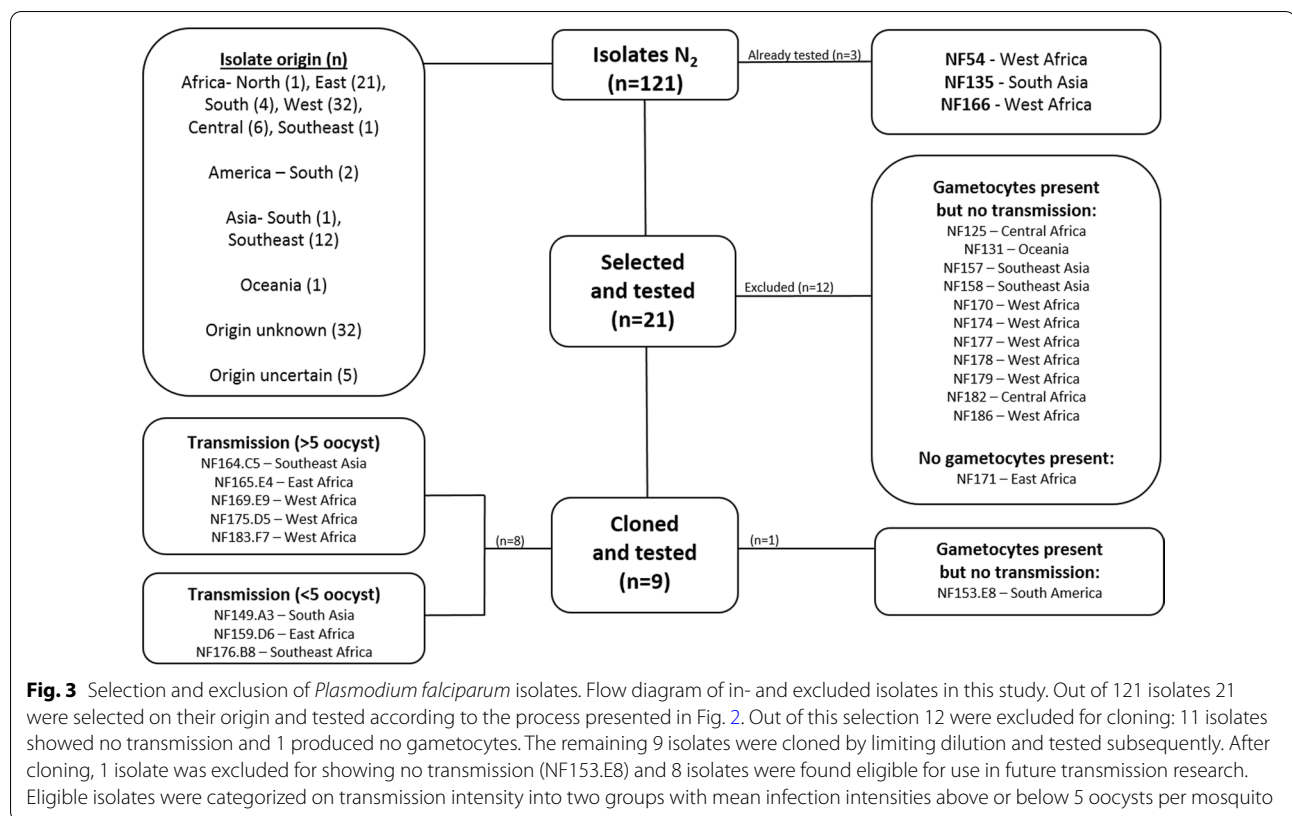 Isolate origin (n)
Africa- North (1), East (21),
South (4), West (32),
Central (6), Southeast (1)
America – South (2)
Asia- South (1),
Southeast (12)
Oceania (1)
Origin unknown (32)
Origin uncertain (5)
Isolates N2
(n=121)
Already tested (n=3)
NF54 - West Africa
NF135 - South Asia
NF166 - West Africa
Selected
and tested
(n=21)
Excluded (n=12)
Gametocytes present
but no transmission:
NF125 – Central Africa
NF131 – Oceania
NF157 – Southeast Asia
NF158 – Southeast Asia
NF170 – West Africa
NF174 – West Africa
NF177 – West Africa
NF178 – West Africa
NF179 – West Africa
NF182 – Central Africa
NF186 – West Africa
No gametocytes present:
NF171 – East Africa
Transmission (>5 oocyst)
NF164.C5 – Southeast Asia
NF165.E4 – East Africa
NF169.E9 – West Africa
NF175.D5 – West Africa
NF183.F7 – West Africa
Transmission (<5 oocyst)
NF149.A3 – South Asia
NF159.D6 – East Africa
NF176.B8 – Southeast Africa
(n=8)
Cloned
and tested
(n=9)
(n=1)
Gametocytes present
but no transmission:
NF153.E8 – South America
Fig. 3 Selection and exclusion of Plasmodium falciparum isolates. Flow diagram of in- and excluded isolates in this study. Out of 121 isolates 21
were selected on their origin and tested according to the process presented in Fig. 2. Out of this selection 12 were excluded for cloning: 11 isolates
showed no transmission and 1 produced no gametocytes. The remaining 9 isolates were cloned by limiting dilution and tested subsequently. After
cloning, 1 isolate was excluded for showing no transmission (NF153.E8) and 8 isolates were found eligible for use in future transmission research.
Eligible isolates were categorized on transmission intensity into two groups with mean infection intensities above or below 5 oocysts per mosquito